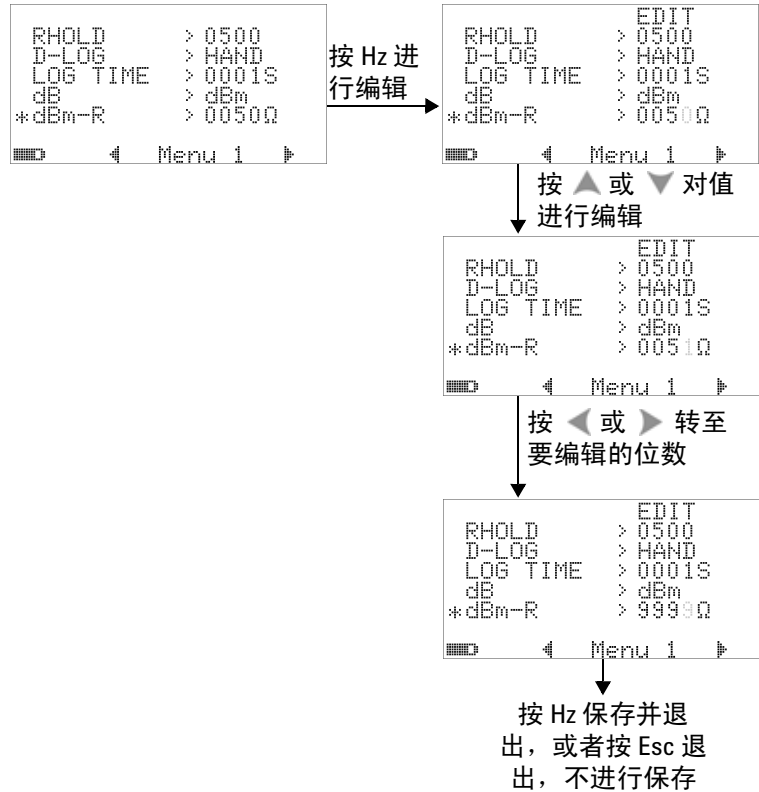 RHOLD > 0500
D-LOG > HAND
LOG TIME > 0001S
dB > dBm
*dBm-R > 0050Ω
Menu 1
按 Hz 进
行编辑
EDIT
RHOLD > 0500
D-LOG > HAND
LOG TIME > 0001S
dB > dBm
*dBm-R > 0050Ω
Menu 1
按 ▲ 或 ▼ 对值
进行编辑
EDIT
RHOLD > 0500
D-LOG > HAND
LOG TIME > 0001S
dB > dBm
*dBm-R > 0051Ω
Menu 1
按 ◀ 或 ▶ 转至
要编辑的位数
EDIT
RHOLD > 0500
D-LOG > HAND
LOG TIME > 0001S
dB > dBm
*dBm-R > 9999Ω
Menu 1
按 Hz 保存并退
出，或者按 Esc 退
出，不进行保存